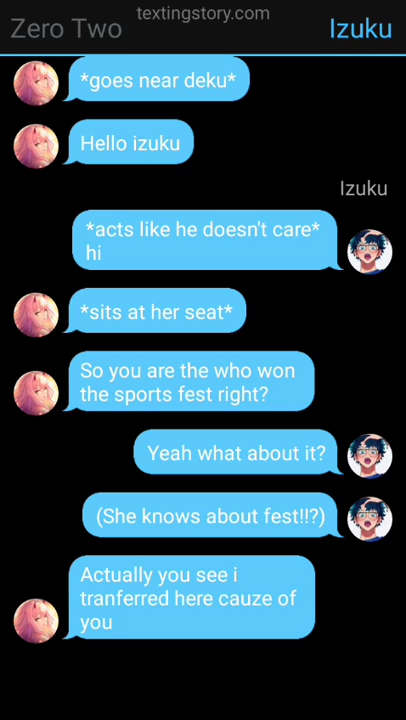 textingstory.com
Zero Two
Izuku
*goes near deku*
Hello izuku
Izuku
*acts like he doesn't care*
hi
*sits at her seat*
So you are the who won
the sports fest right?
Yeah what about it?
(She knows about fest!!?)
Actually you see i
tranferred here cauze of
you